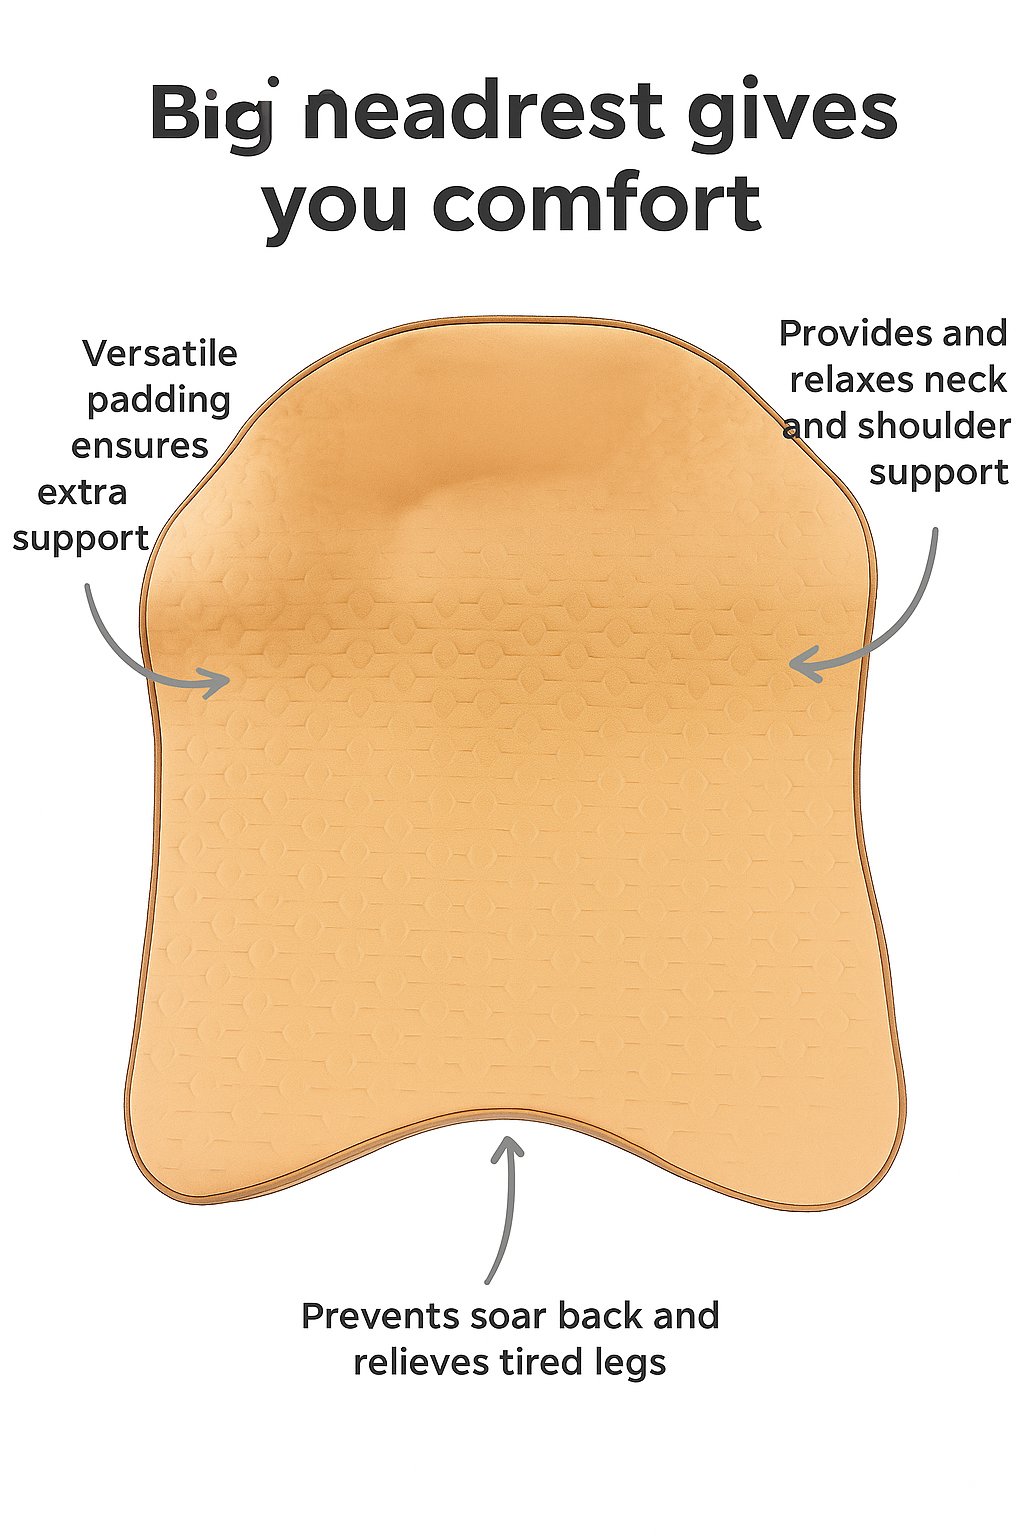 Big neadrest gives
you comfort
Versatile
padding
ensures
extra
support
Provides and
relaxes neck
and shoulder
support
Prevents soar back and
relieves tired legs